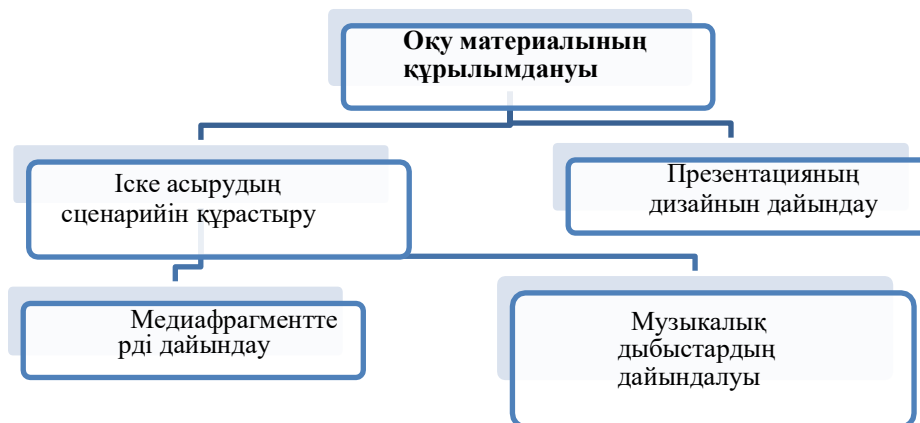 Оқу материалының
құрылымдануы
Іске асырудың
сценарийін құрастыру
Презентацияның
дизайнын дайындау
Медиафрагментте
рді дайындау
Музыкалық
дыбыстардың
дайындалуы